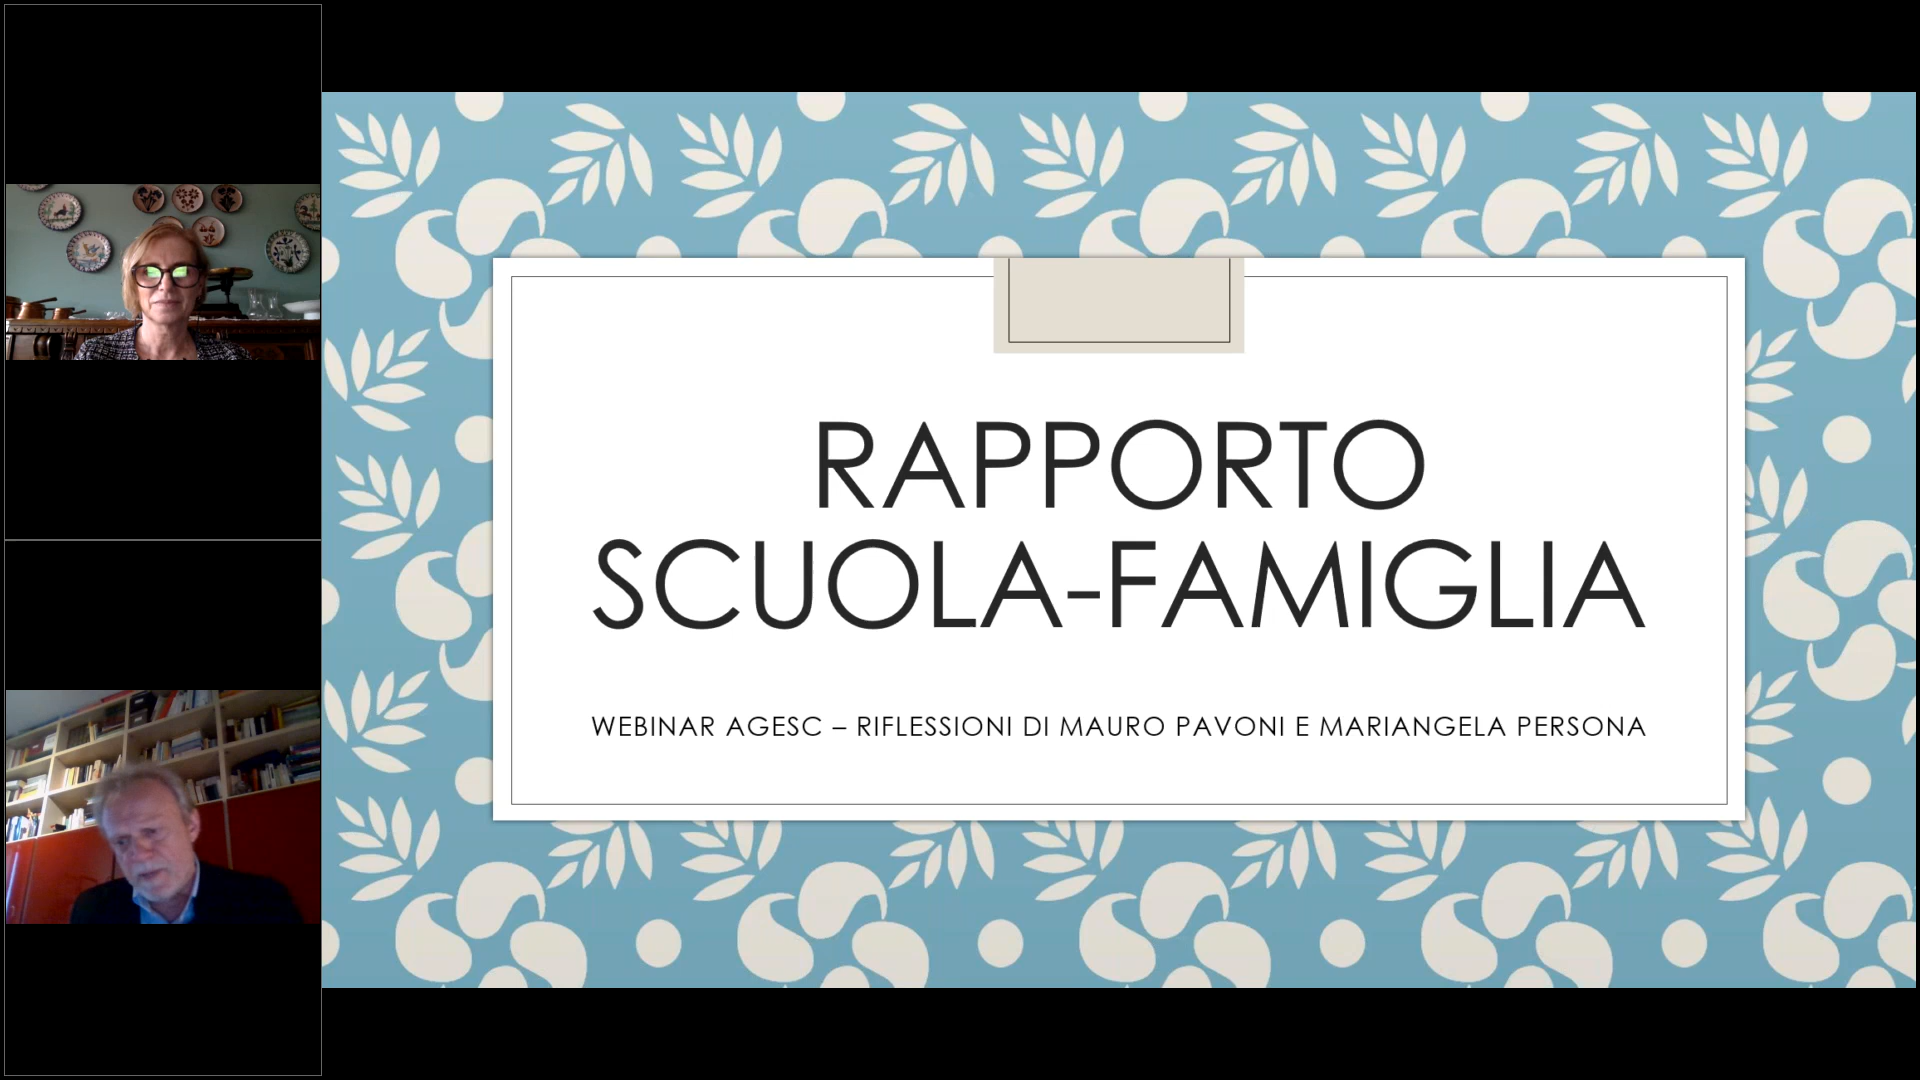 RAPPORTO
SCUOLA-FAMIGLIA
WEBINAR AGESC – RIFLESSIONI DI MAURO PAVONI E MARIANGELA PERSONA